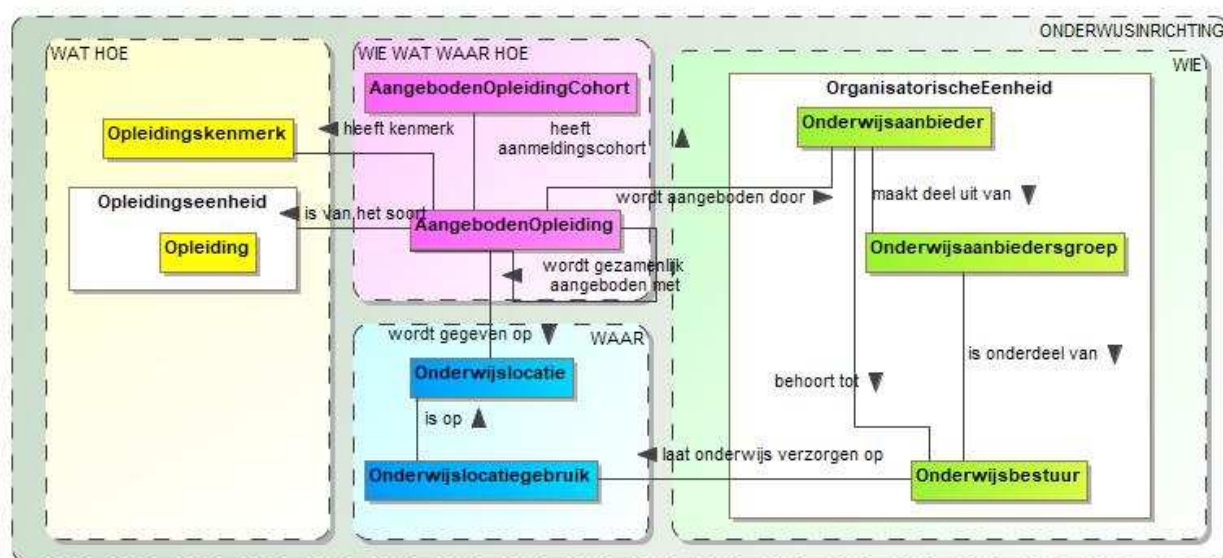 ONDERWIJSINRICHTING
WAT HOE
WIE WAT WAAR HOE
WIE
AangebodenOpleidingCohort
OrganisatorischeEenheid
Onderwijsaanbieder
Opleidingskenmerk
heeft kenmerk
heeft
aanmeldingscohort
wordt aangeboden door
maakt deel uit van
Opleidingseenheid
is van het soort
AangebodenOpleiding
Opleiding
Onderwijsaanbiedersgroep
wordt gezamenlijk
aangeboden met
wordt gegeven op
WAAR
is onderdeel van
Onderwijslocatie
behoort tot
is op
laat onderwijs verzorgen op
Onderwijslocatiegebruik
Onderwijsbestuur